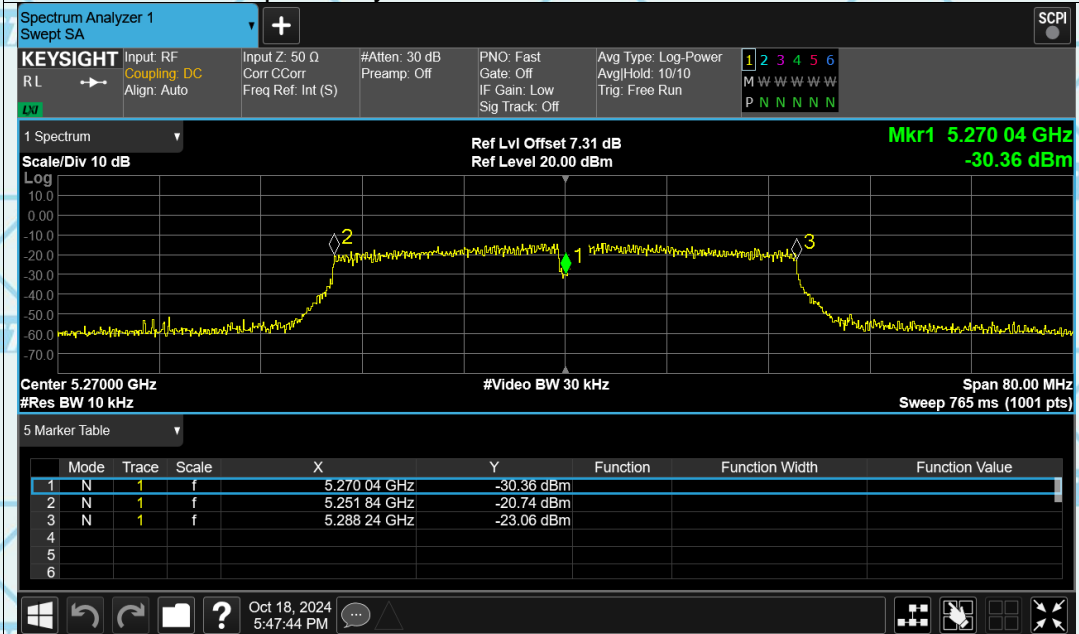 Spectrum Analyzer 1
Swept SA
+
SCPI
KEYSIGHT Input: RF Input Z: 50 Ω #Atten: 30 dB PNO: Fast Avg Type: Log-Power 1 2 3 4 5 6
RL Coupling: DC Corr CCorr Preamp: Off Gate: Off Avg|Hold: 10/10 M W W W W W
Align: Auto Freq Ref: Int (S) IF Gain: Low Trig: Free Run
LXI Sig Track: Off P N N N N N
1 Spectrum
Ref Lvl Offset 7.31 dB Mkr1 5.270 04 GHz
Scale/Div 10 dB Ref Level 20.00 dBm -30.36 dBm
Log
10.0
0.00
-10.0
2 3
-20.0
1
-30.0
-40.0
-50.0
-60.0
-70.0
Center 5.27000 GHz #Video BW 30 kHz Span 80.00 MHz
#Res BW 10 kHz Sweep 765 ms (1001 pts)
5 Marker Table
Mode Trace Scale X Y Function Function Width Function Value
1 N 1 f 5.270 04 GHz -30.36 dBm
2 N 1 f 5.251 84 GHz -20.74 dBm
3 N 1 f 5.288 24 GHz -23.06 dBm
4
5
6
? Oct 18, 2024
5:47:44 PM